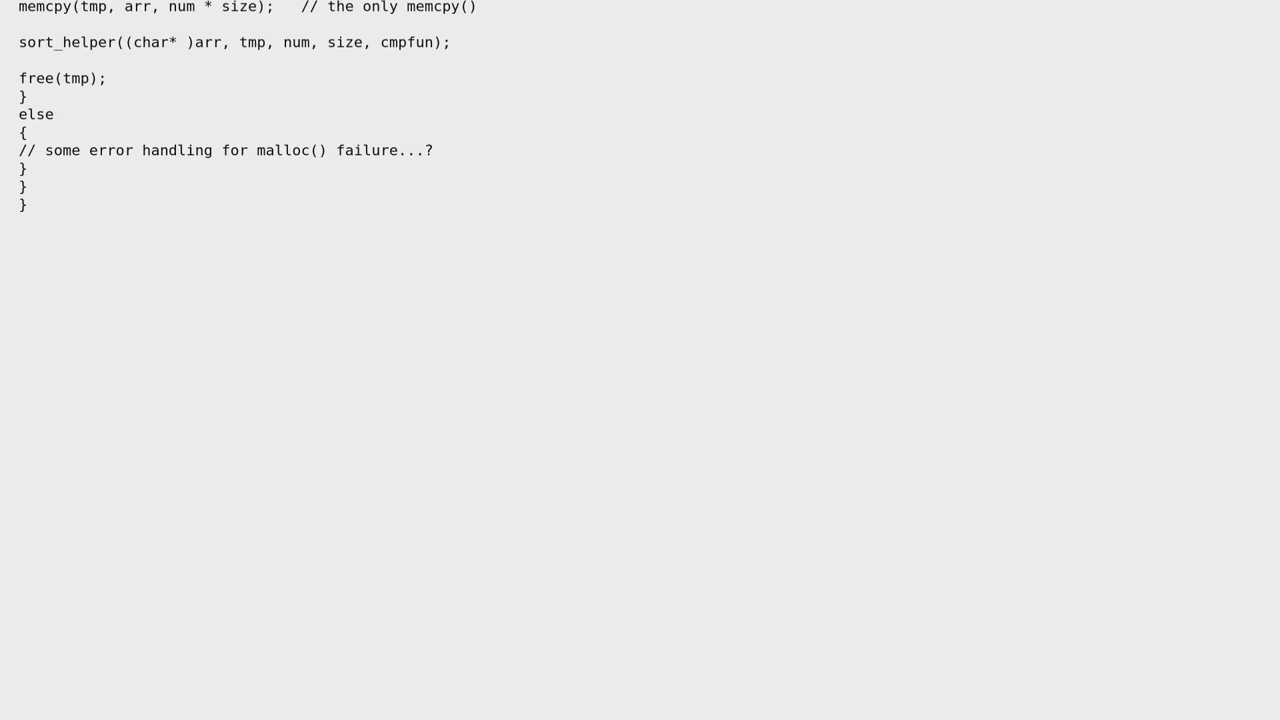 memcpy(tmp, arr, num * size);   // the only memcpy()
sort_helper((char* )arr, tmp, num, size, cmpfun);
free(tmp);
}
else
{
// some error handling for malloc() failure...?
}
}
}